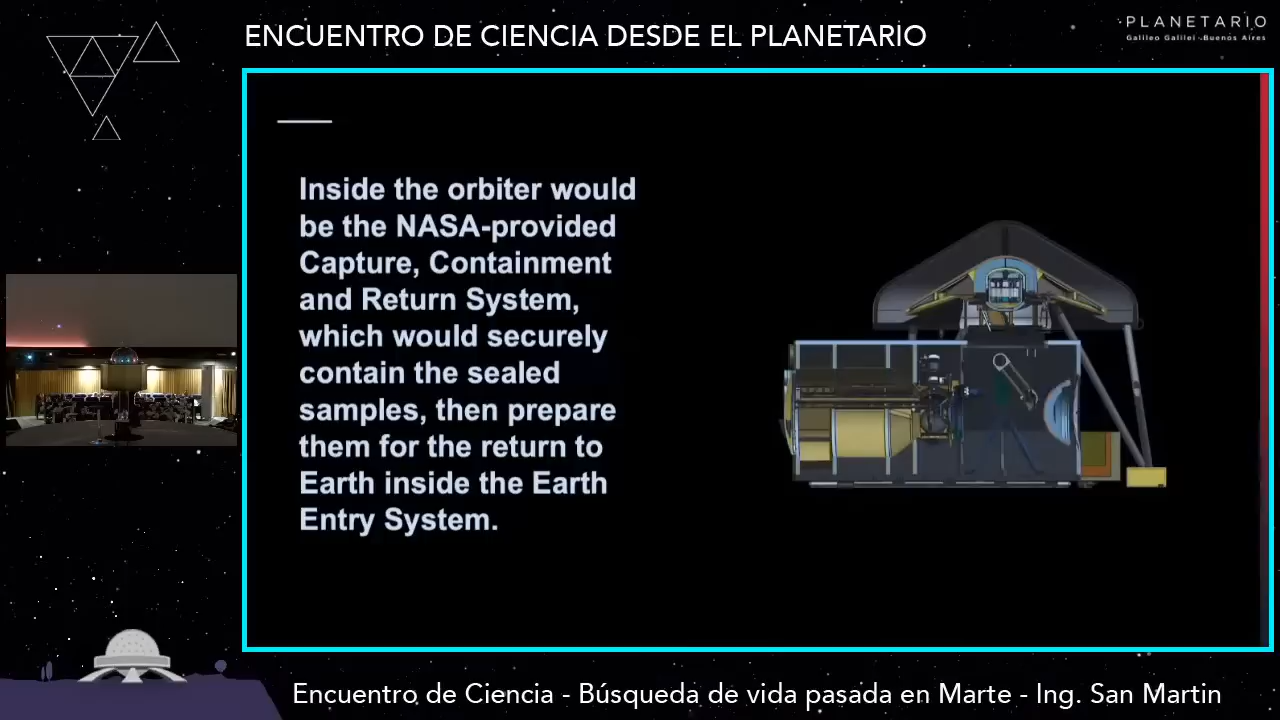 ENCUENTRO DE CIENCIA DESDE EL PLANETARIO
PLANETARIO
Galileo Galilei - Buenos Aires
Inside the orbiter would
be the NASA-provided
Capture, Containment
and Return System,
which would securely
contain the sealed
samples, then prepare
them for the return to
Earth inside the Earth
Entry System.
Encuentro de Ciencia - Búsqueda de vida pasada en Marte - Ing. San Martin